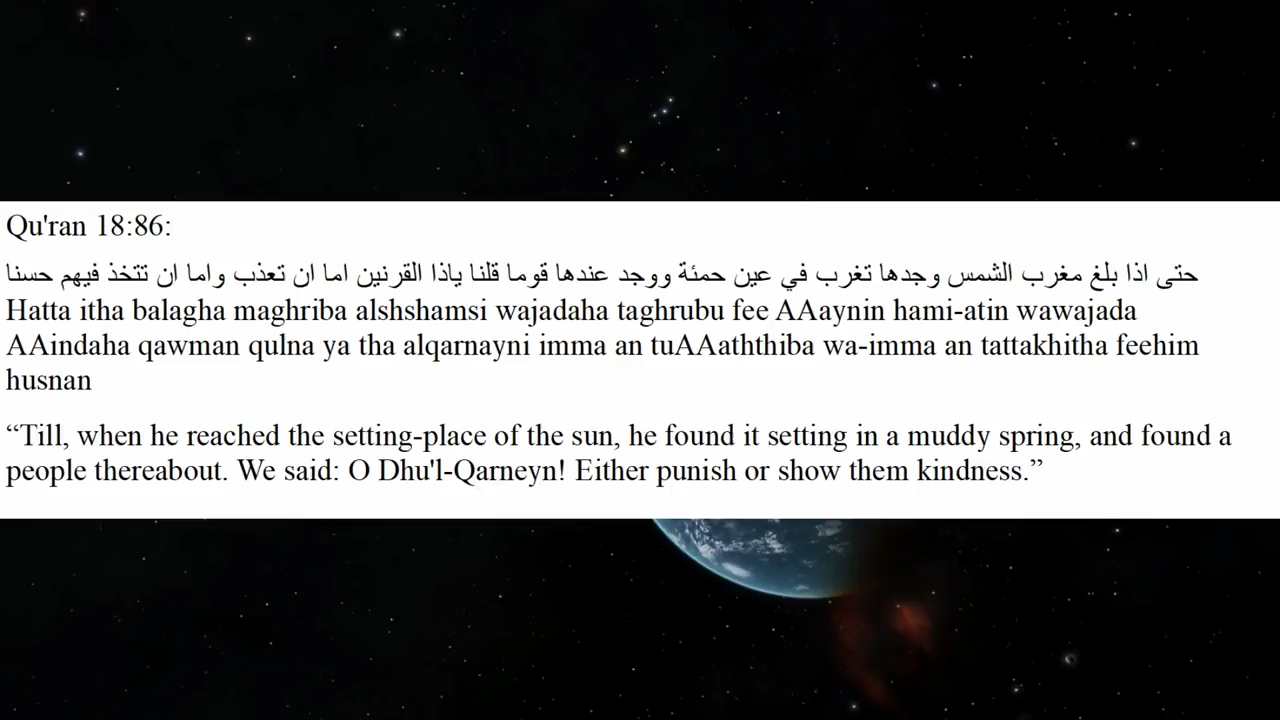 Qu'ran 18:86:
حتى اذا بلغ مغرب الشمس وجدها تغرب في عين حمئة ووجد عندها قوما قلنا ياذا القرنين اما ان تعذب واما ان تتخذ فيهم حسنا
Hatta itha balagha maghriba alshshamsi wajadaha taghrubu fee AAaynin hami-atin wawajada
AAindaha qawman qulna ya tha alqarnayni imma an tuAAaththiba wa-imma an tattakhitha feehim
husnan
“Till, when he reached the setting-place of the sun, he found it setting in a muddy spring, and found a
people thereabout. We said: O Dhu'l-Qarneyn! Either punish or show them kindness.”